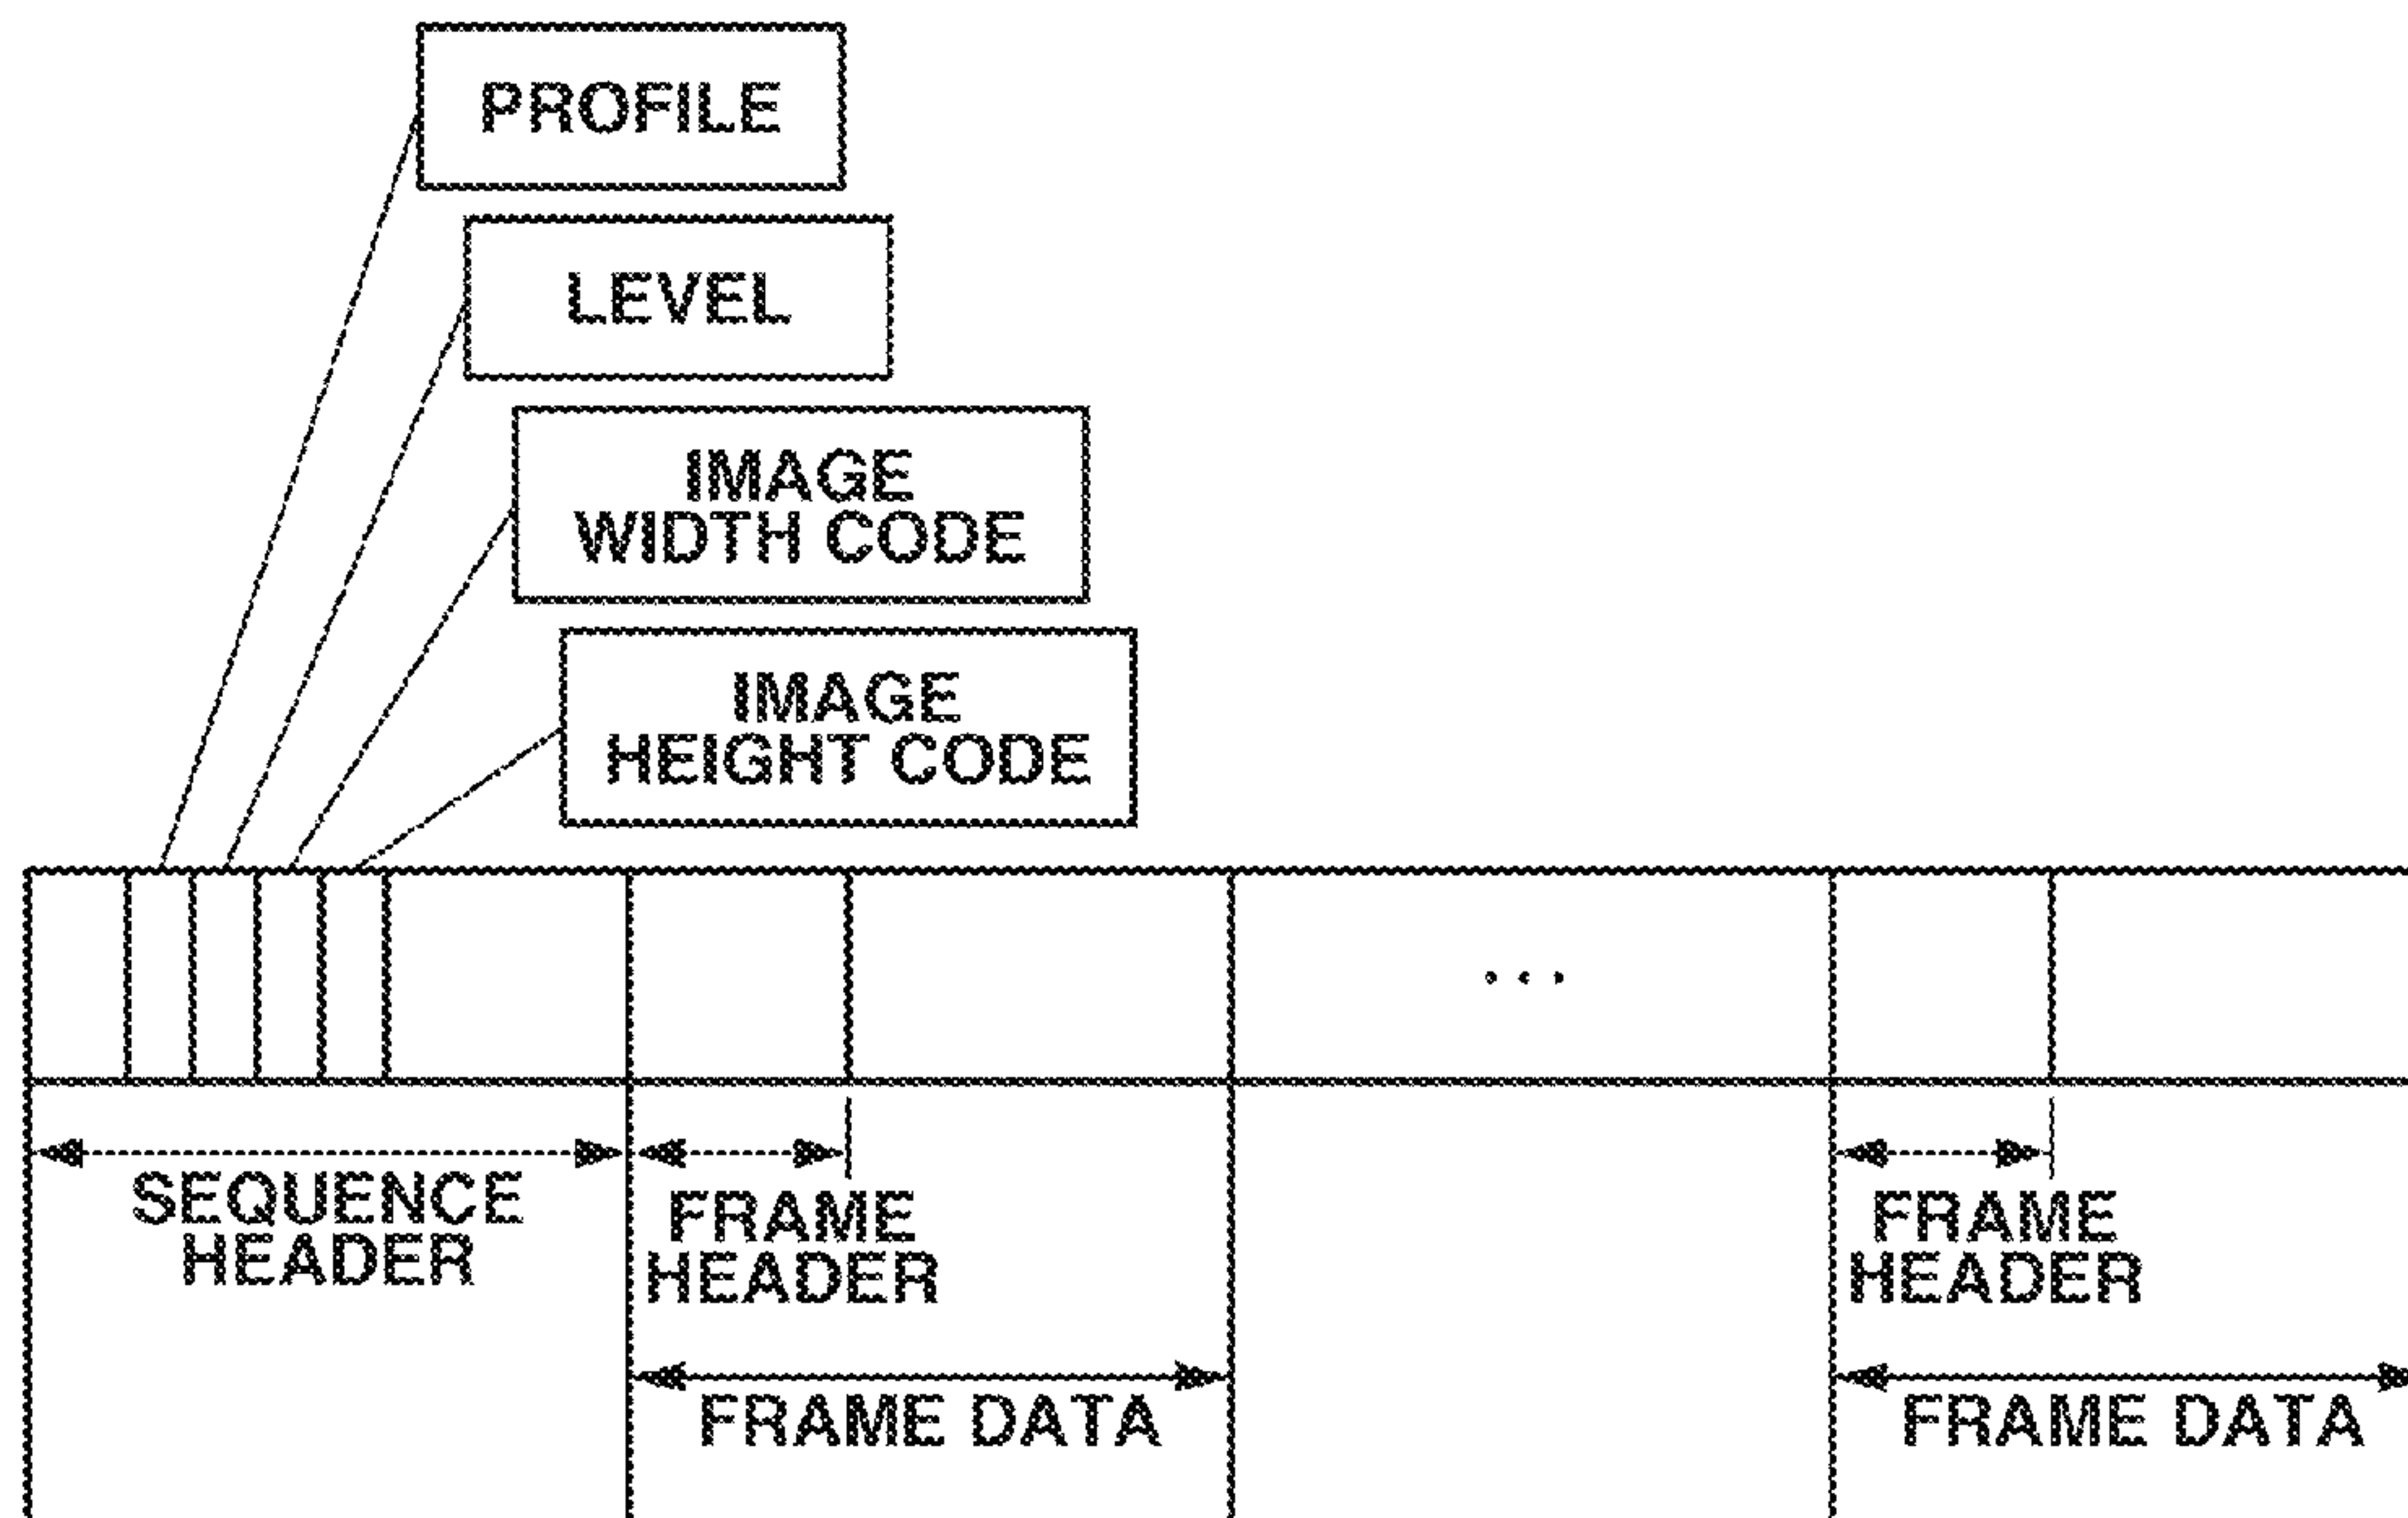 PROFILE
LEVEL
IMAGE
WIDTH CODE
IMAGE
HEIGHT CODE
...
SEQUENCE
HEADER
FRAME
HEADER
FRAME DATA
FRAME
HEADER
FRAME DATA